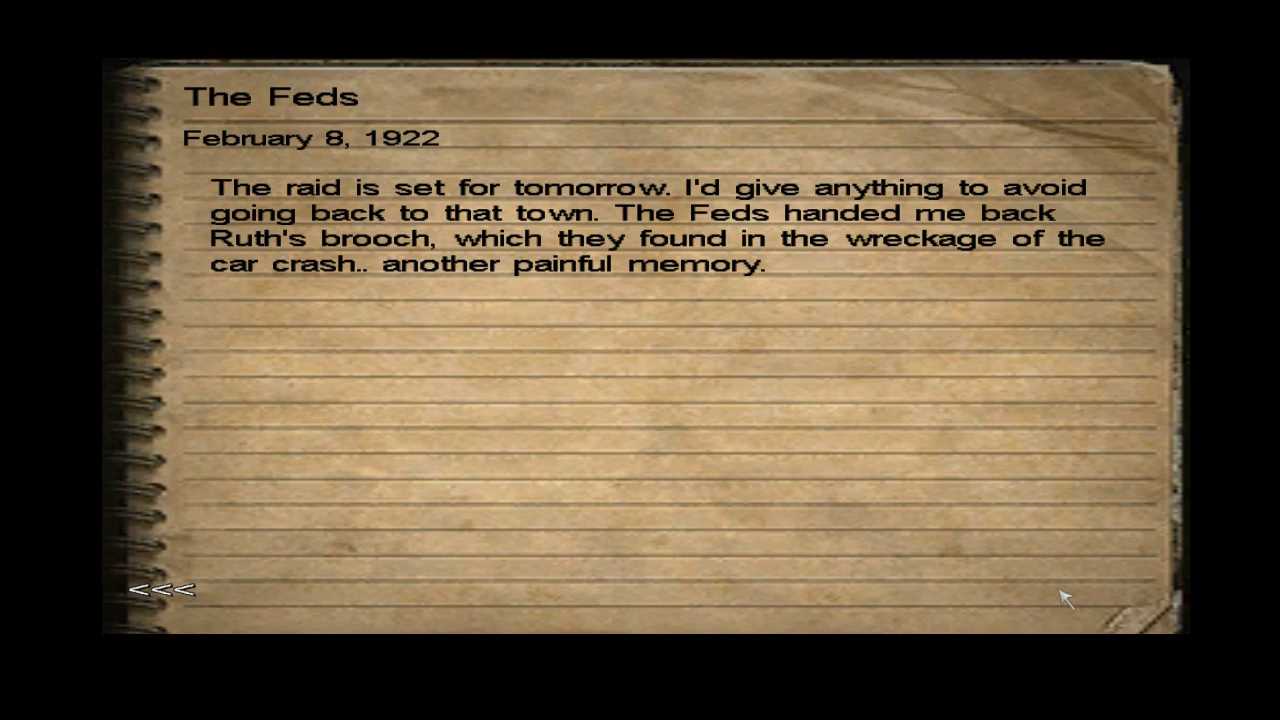 The Feds
February 8, 1922
The raid is set for tomorrow. I'd give anything to avoid
going back to that town. The Feds handed me back
Ruth's brooch, which they found in the wreckage of the
car crash.. another painful memory.
<<<